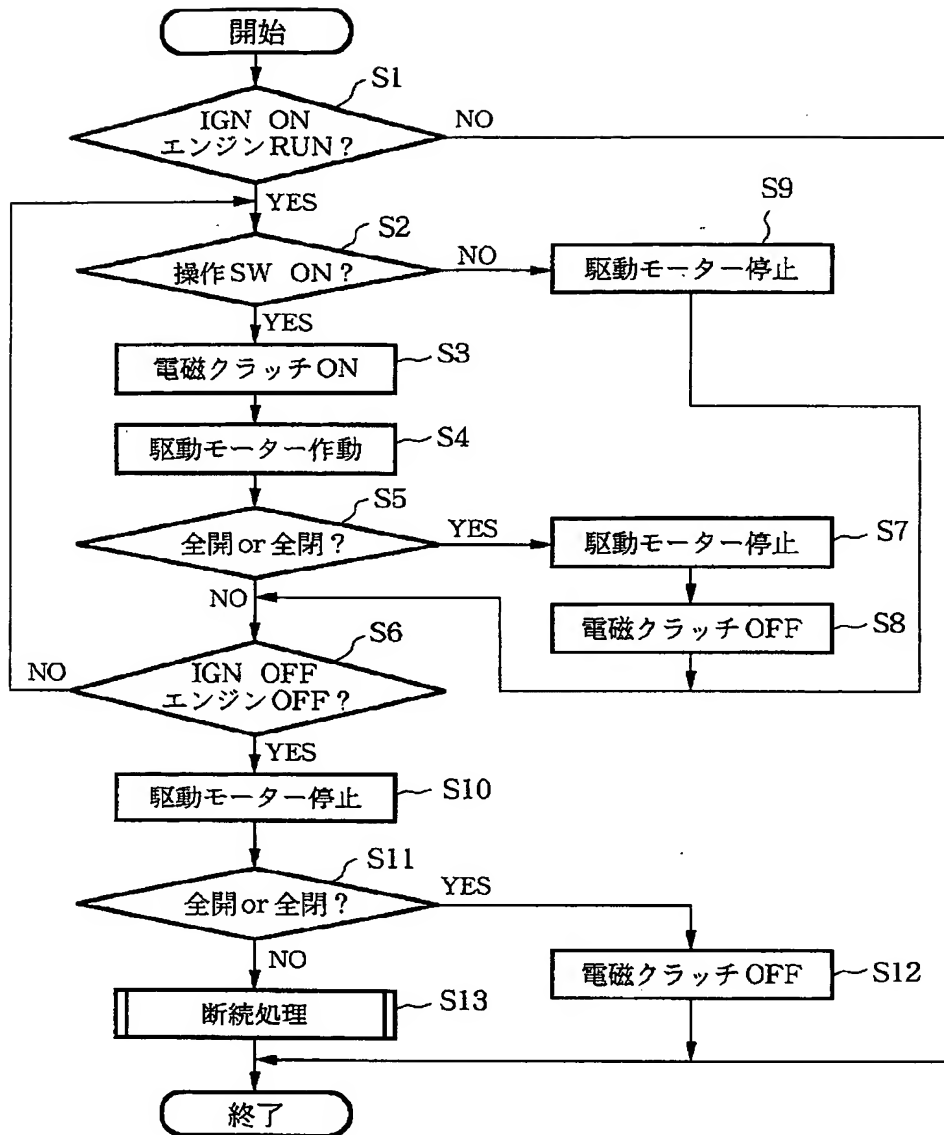 開始
S1
IGN ON
エンジンRUN?
NO
YES
S2
操作SW ON?
NO
S9
駆動モーター停止
YES
電磁クラッチON
S3
駆動モーター作動
S4
S5
全開or全閉?
YES
駆動モーター停止
S7
NO
電磁クラッチOFF
S8
S6
NO
IGN OFF
エンジンOFF?
YES
駆動モーター停止
S10
S11
全開or全閉?
YES
NO
電磁クラッチOFF
S12
断続処理
S13
終了